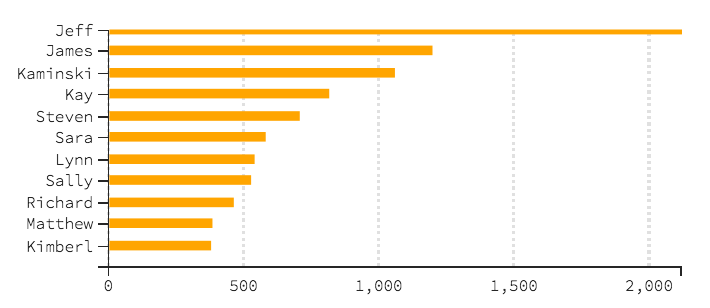 Jeff
James
Kaminski
Kay
Steven
Sara
Lynn
Sally
Richard
Matthew
Kimberl
0 500 1,000 1,500 2,000